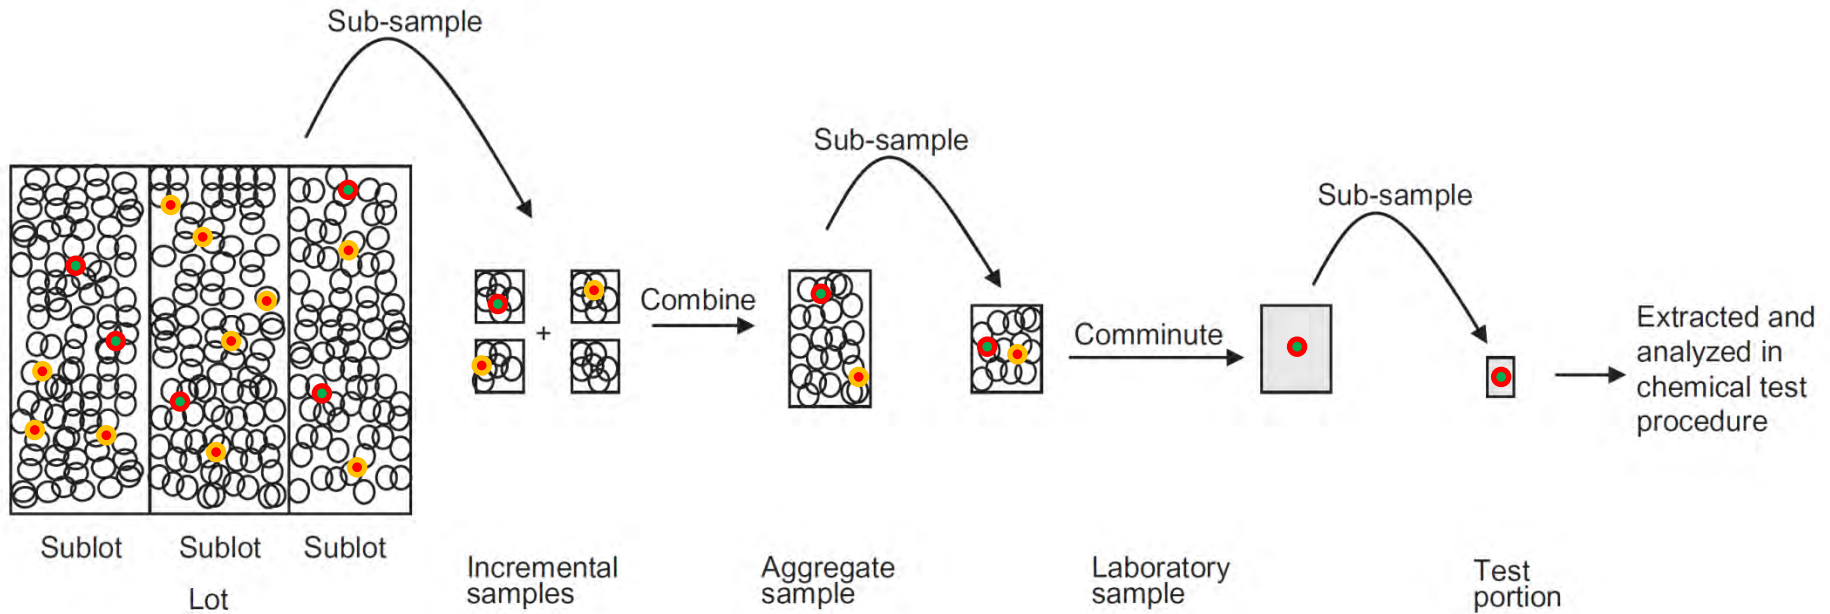 Sub-sample
Sub-sample
Sub-sample
Combine
+
Comminute
Extracted and
analyzed in
chemical test
procedure
Sublot
Sublot
Sublot
Lot
Incremental
samples
Aggregate
sample
Laboratory
sample
Test
portion